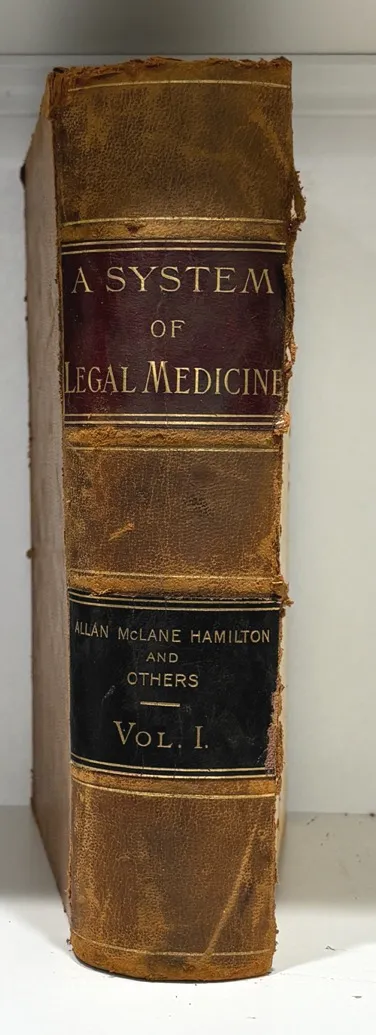 A SYSTEM
OF
LEGAL MEDICINE
ALLAN McLANE HAMILTON
AND
OTHERS
VOL. I.